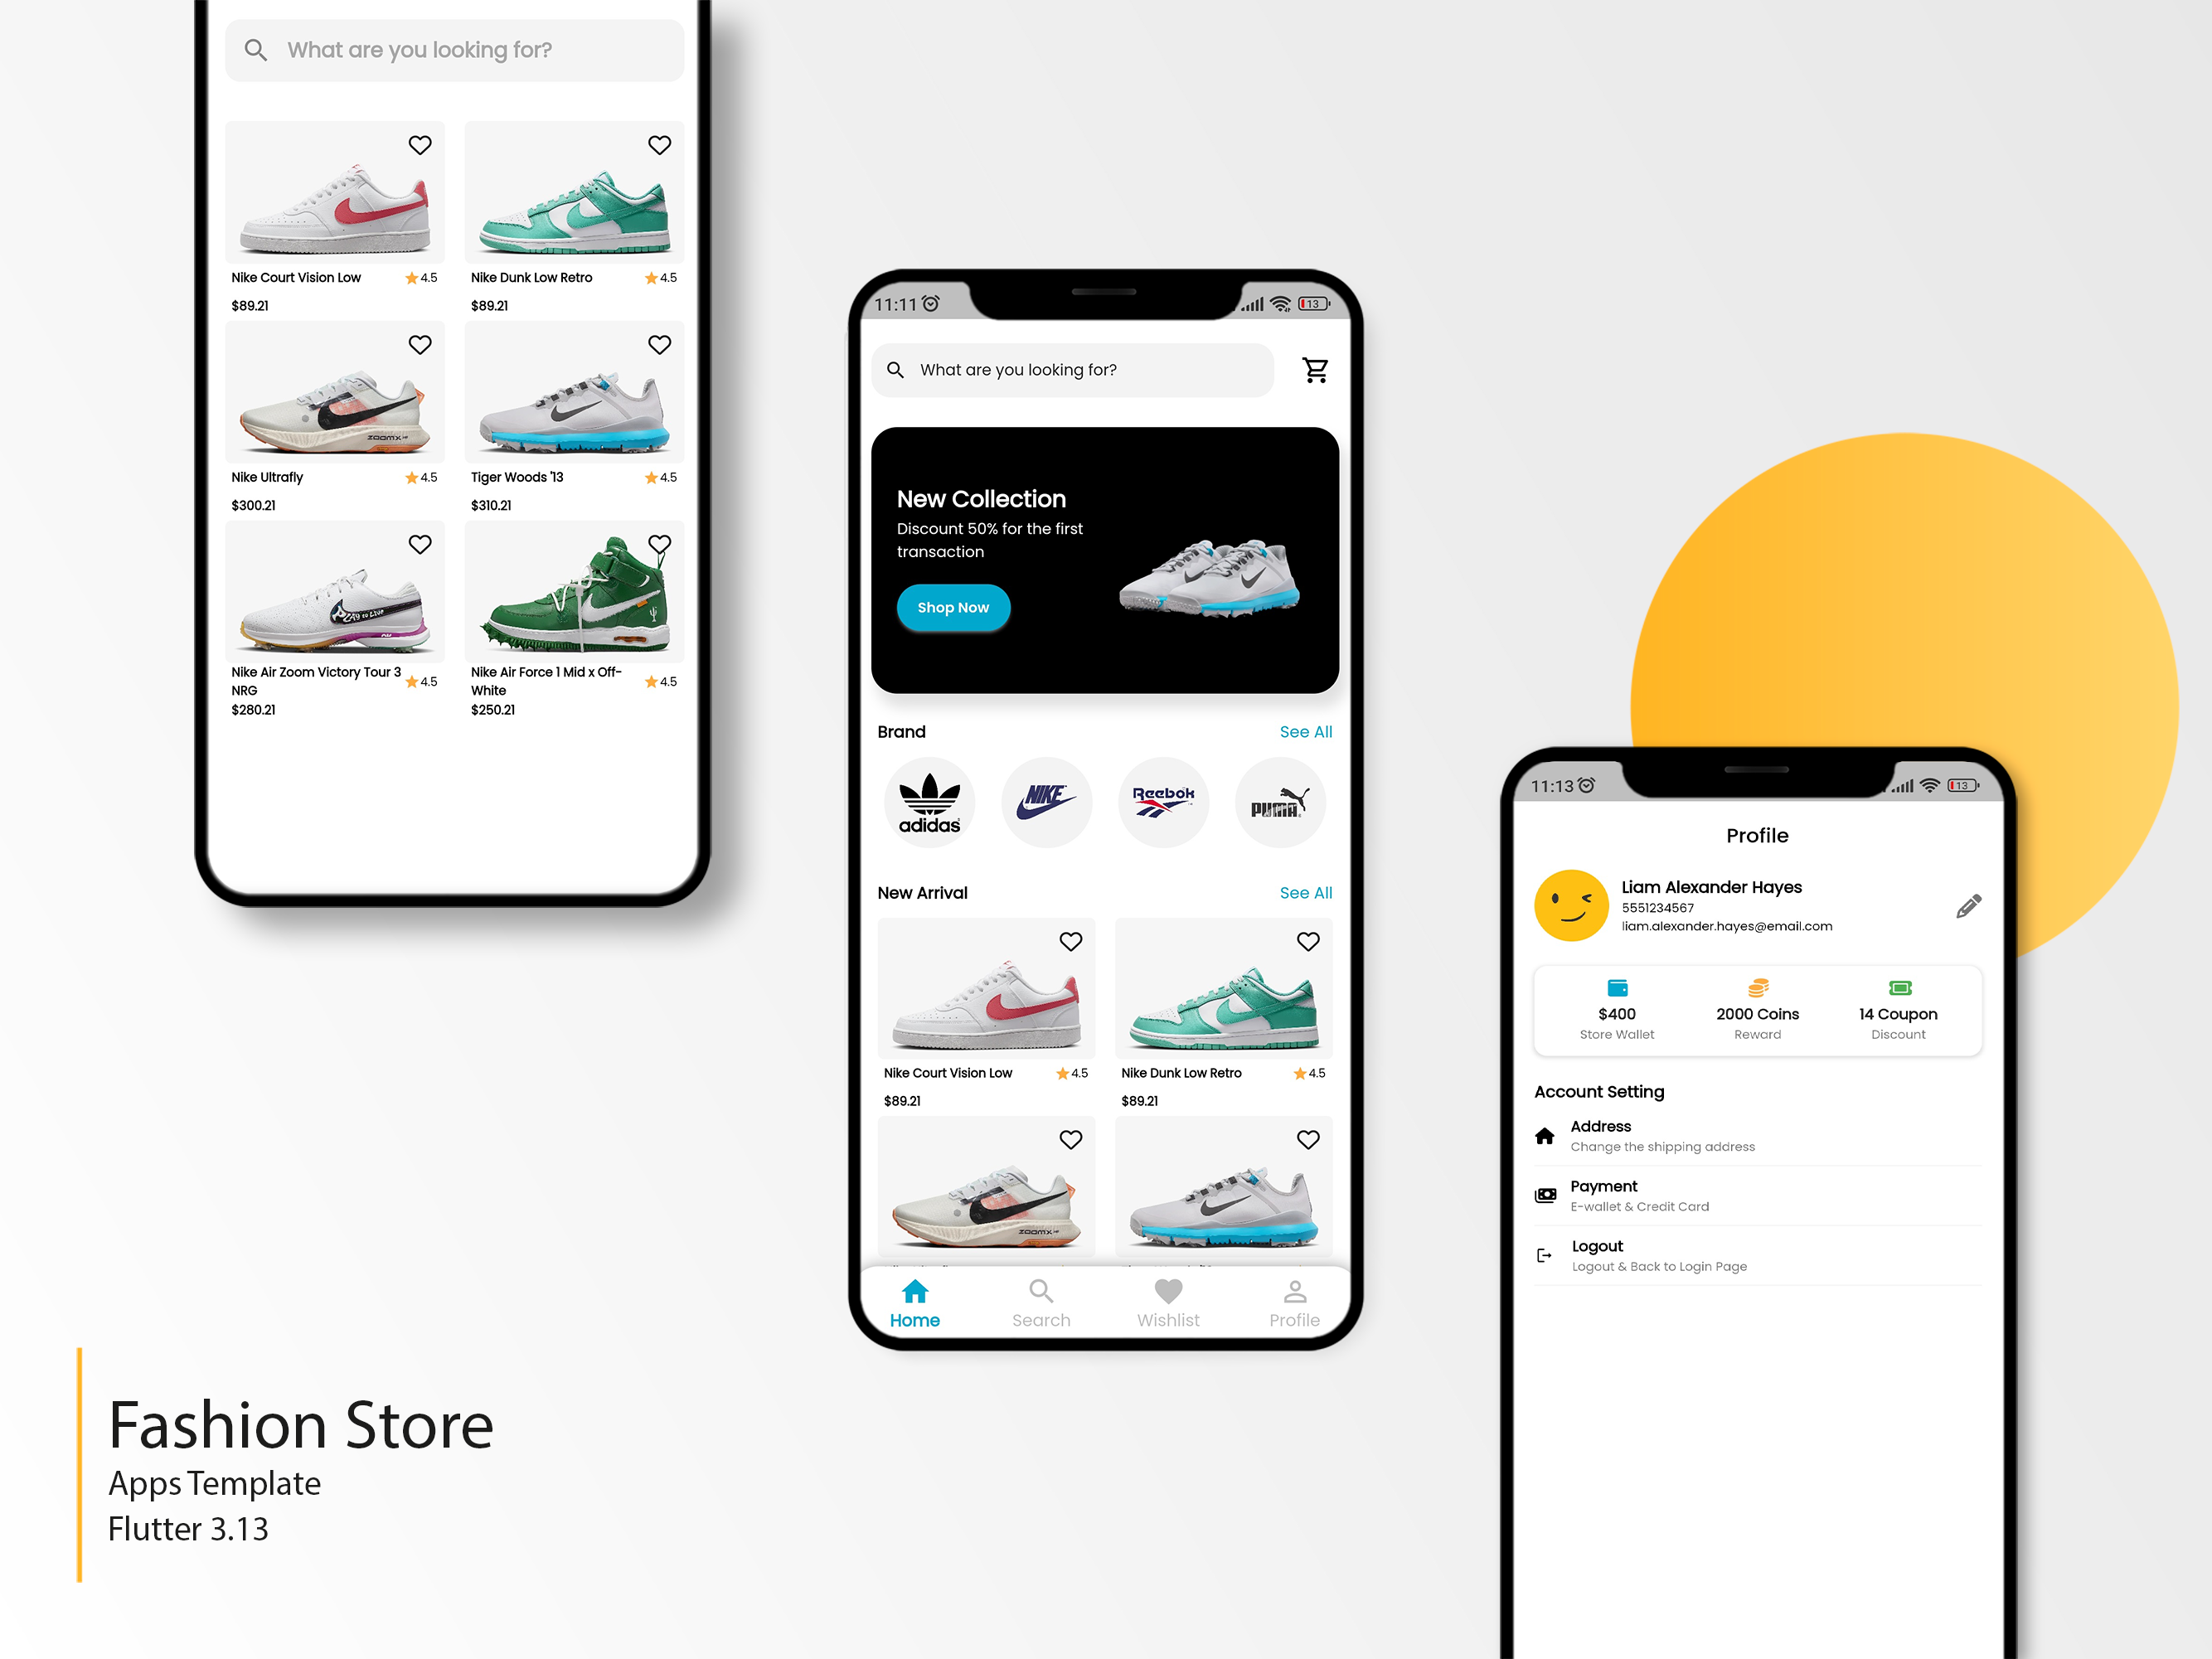 What are you looking for?
Nike Court Vision Low
4.5
$89.21
Nike Dunk Low Retro
4.5
$89.21
Nike Ultrafly
4.5
$300.21
Tiger Woods '13
4.5
$310.21
Nike Air Zoom Victory Tour 3
NRG
4.5
$280.21
Nike Air Force 1 Mid x Off-
White
4.5
$250.21
ZOOMX
11:11
13
What are you looking for?
New Collection
Discount 50% for the first
transaction
Shop Now
Brand
See All
adidas
NIKE
Reebok
PUMA
New Arrival
See All
Nike Court Vision Low
4.5
$89.21
Nike Dunk Low Retro
4.5
$89.21
ZOOMX
Home
Search
Wishlist
Profile
11:13
13
Profile
Liam Alexander Hayes
5551234567
liam.alexander.hayes@email.com
$400
Store Wallet
2000 Coins
Reward
14 Coupon
Discount
Account Setting
Address
Change the shipping address
Payment
E-wallet & Credit Card
Logout
Logout & Back to Login Page
Fashion Store
Apps Template
Flutter 3.13